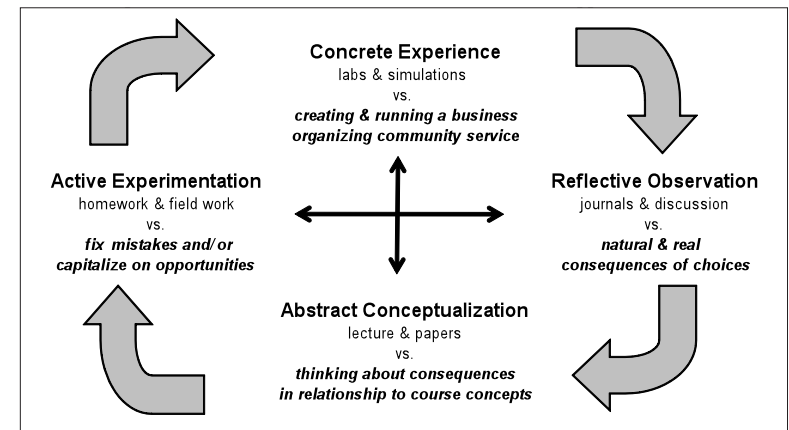 Concrete Experience
labs & simulations
vs.
creating & running a business
organizing community service
Active Experimentation
homework & field work
vs.
fix mistakes and/or
capitalize on opportunities
Reflective Observation
journals & discussion
vs.
natural & real
consequences of choices
Abstract Conceptualization
lecture & papers
vs.
thinking about consequences
in relationship to course concepts